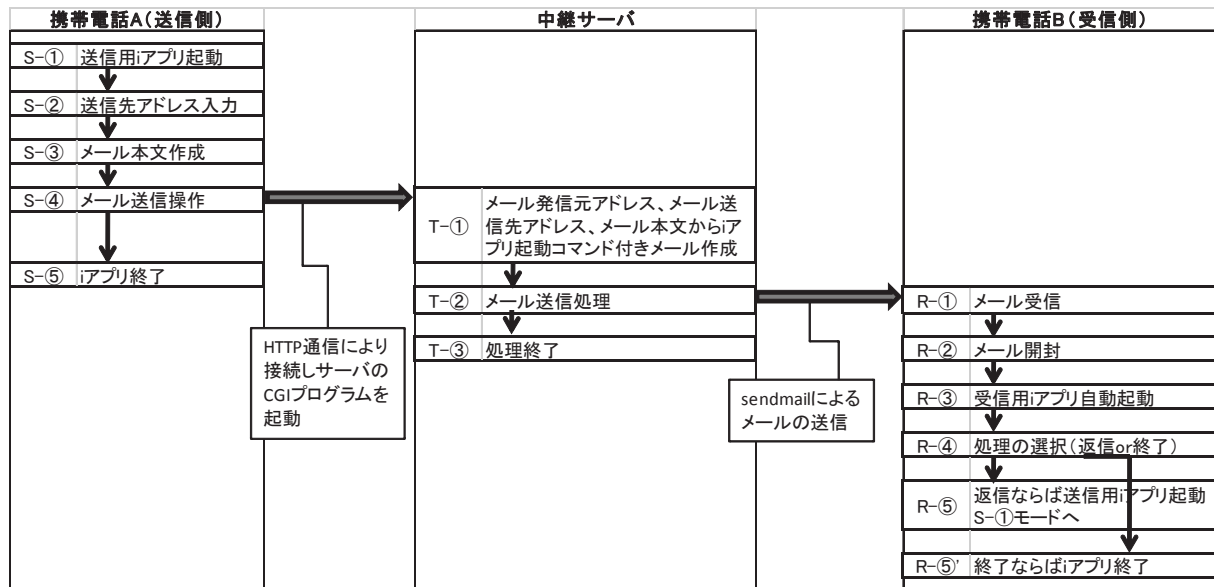 携帯電話A(送信側)
S-① 送信用iアプリ起動
S-② 送信先アドレス入力
S-③ メール本文作成
S-④ メール送信操作
S-⑤ iアプリ終了
HTTP通信により
接続しサーバの
CGIプログラムを
起動
中継サーバ
T-① メール発信元アドレス、メール送
信先アドレス、メール本文からiア
プリ起動コマンド付きメール作成
T-② メール送信処理
T-③ 処理終了
sendmailによる
メールの送信
携帯電話B(受信側)
R-① メール受信
R-② メール開封
R-③ 受信用iアプリ自動起動
R-④ 処理の選択(返信or終了)
R-⑤ 返信ならば送信用iアプリ起動
S-①モードへ
R-⑤' 終了ならばiアプリ終了